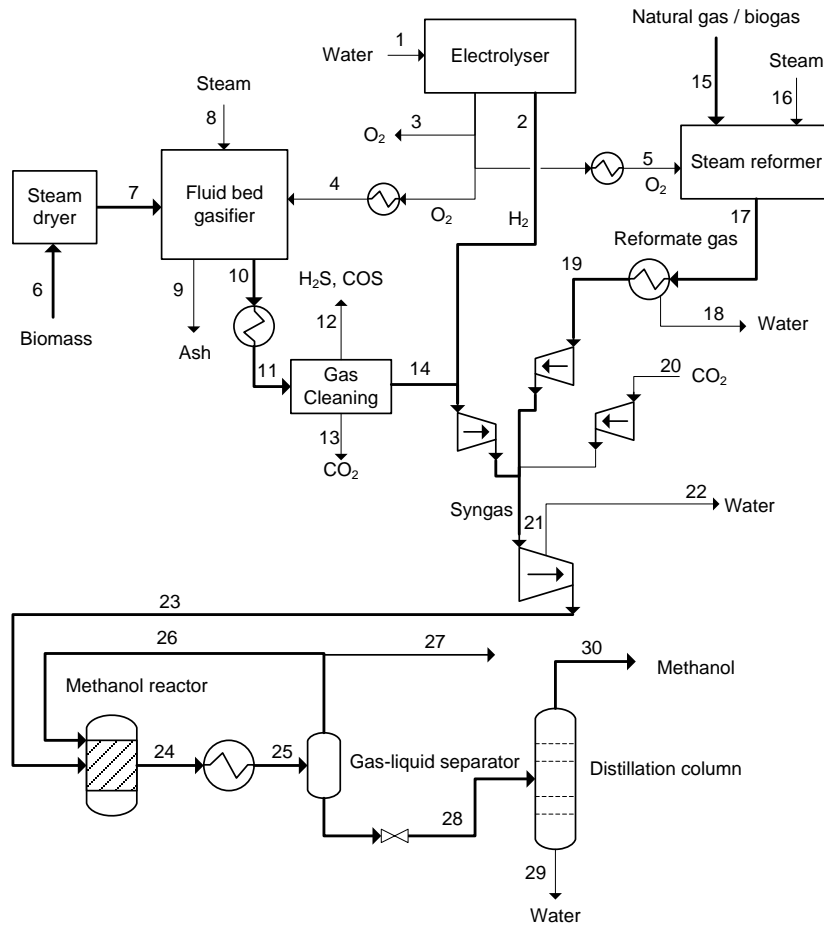 Natural gas / biogas
1
Water
Electrolyser
Steam
15
Steam
16
8
3
2
O₂
5
Steam reformer
O₂
Steam
dryer
7
Fluid bed
gasifier
4
O₂
H₂
17
Reformate gas
6
9
10
H₂S, COS
19
18
Water
Biomass
Ash
12
11
Gas
Cleaning
14
20
CO₂
13
CO₂
22
Syngas
21
Water
23
26
27
30
Methanol
Methanol reactor
24
25
Gas-liquid separator
Distillation column
28
29
Water